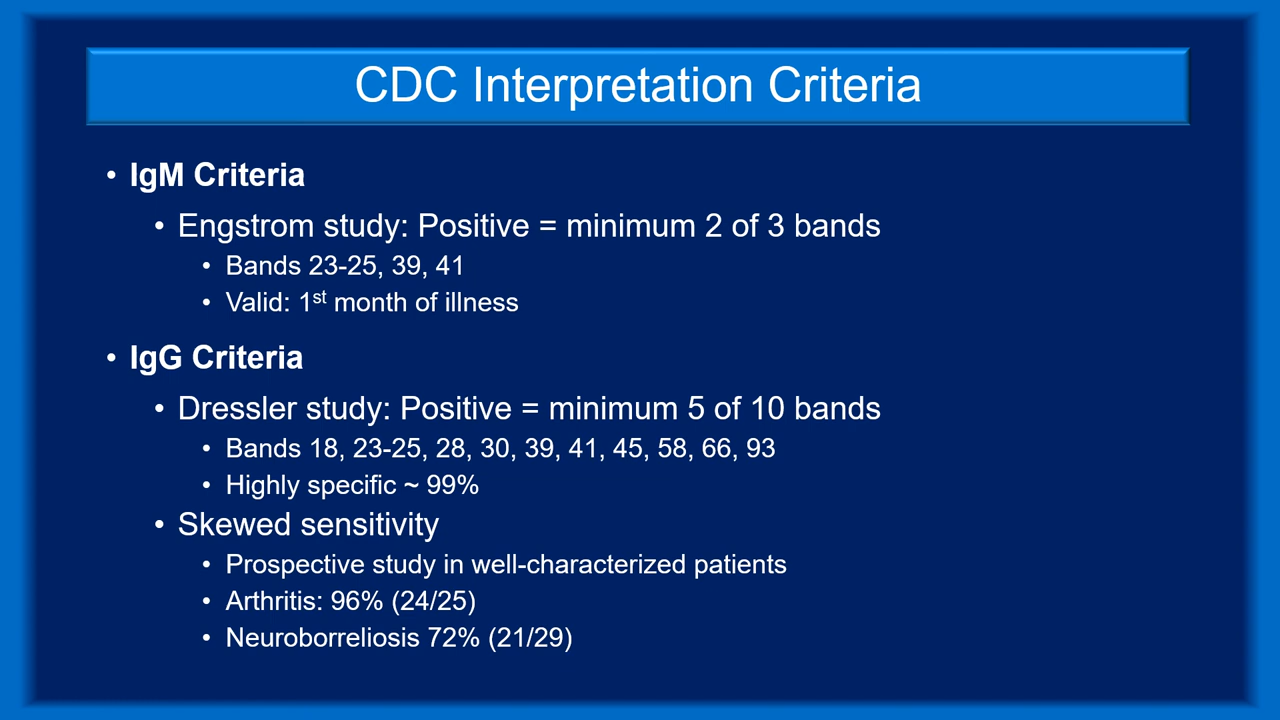 CDC Interpretation Criteria
• IgM Criteria
• Engstrom study: Positive = minimum 2 of 3 bands
• Bands 23-25, 39, 41
• Valid: 1st month of illness
• IgG Criteria
• Dressler study: Positive = minimum 5 of 10 bands
• Bands 18, 23-25, 28, 30, 39, 41, 45, 58, 66, 93
• Highly specific ~ 99%
• Skewed sensitivity
• Prospective study in well-characterized patients
• Arthritis: 96% (24/25)
• Neuroborreliosis 72% (21/29)